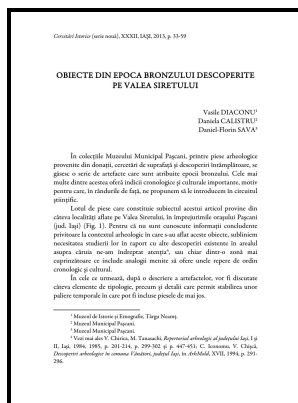 Cercetări Istorice (serie nouă), XXXII, IAȘI, 2013, p. 33-59
OBIECTE DIN EPOCA BRONZULUI DESCOPERITE
PE VALEA SIRETULUI
Vasile DIACONU¹
Daniela CALISTRU²
Daniel-Florin SAVA³
În colecțiile Muzeului Municipal Pașcani, printre piese arheologice
provenite din donații, cercetări de suprafață și descoperiri întâmplătoare, se
găsesc o serie de artefacte care sunt atribuite epocii bronzului. Cele mai
multe dintre acestea oferă indicii cronologice și culturale importante, motiv
pentru care, în rândurile de față, ne propunem să le introducem în circuitul
științific.
Lotul de piese care constituie subiectul acestui articol provine din
câteva localități aflate pe Valea Siretului, în împrejurimile orașului Pașcani
(jud. Iași) (Fig. 1). Pentru că nu sunt cunoscute informații concludente
privitoare la contextul arheologic în care s-au aflat aceste obiecte, subliniem
necesitatea studierii lor în raport cu alte descoperiri existente în arealul
asupra căruia ne-am îndreptat atenția⁴, sau chiar dintr-o zonă mai
cuprinzătoare ce include analogii menite să ofere unele repere de ordin
cronologic și cultural.
În cele ce urmează, după o descriere a artefactelor, vor fi discutate
câteva elemente de tipologie, precum și detalii care permit stabilirea unor
paliere temporale în care pot fi incluse piesele de mai jos.
¹ Muzeul de Istorie și Etnografie, Târgu Neamț.
² Muzeul Municipal Pașcani.
³ Muzeul Municipal Pașcani.
⁴ Vezi mai ales V. Chirica, M. Tanasachi, Repertoriul arheologic al județului Iași, I și
II, Iași, 1984, 1985, p. 201-214, p. 299-302 și p. 447-451; C. Iconomu, V. Chișcă,
Descoperiri arheologice în comuna Vânători, județul Iași, în ArhMold, XVII, 1994, p. 291-
296.